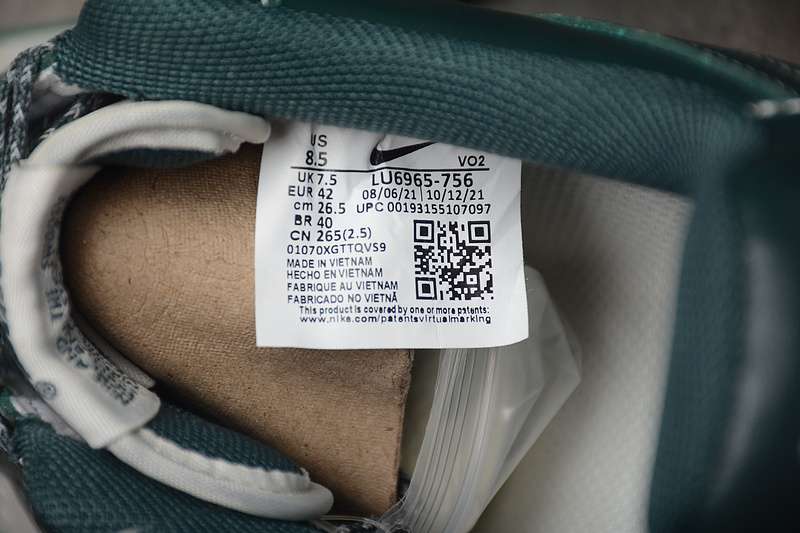 US
8.5
VO2
UK 7.5
LU6965-756
EUR 42
08/06/21 | 10/12/21
cm 26.5
UPC 00193155107097
BR 40
CN 265(2.5)
01070XGTTQVS9
MADE IN VIETNAM
HECHO EN VIETNAM
FABRIQUE AU VIETNAM
FABRICADO NO VIETNÃ
This product is covered by one or more patents:
www.nike.com/patentsvirtualmarking